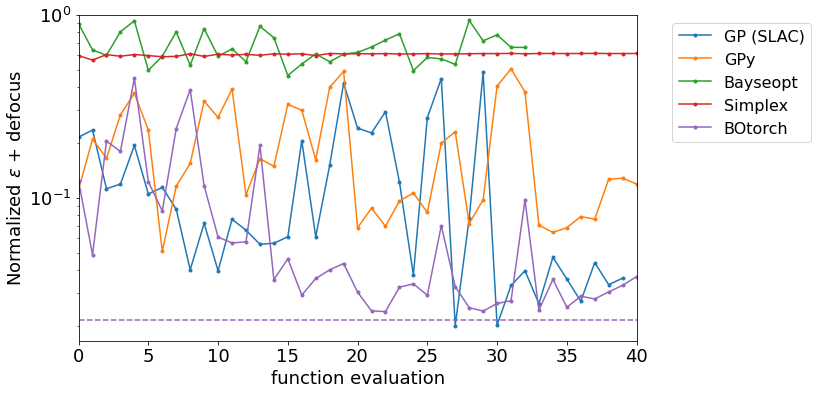 10⁰
10⁻¹
Normalized ε + defocus
0 5 10 15 20 25 30 35 40
function evaluation
GP (SLAC)
GPy
Bayseopt
Simplex
BOtorch